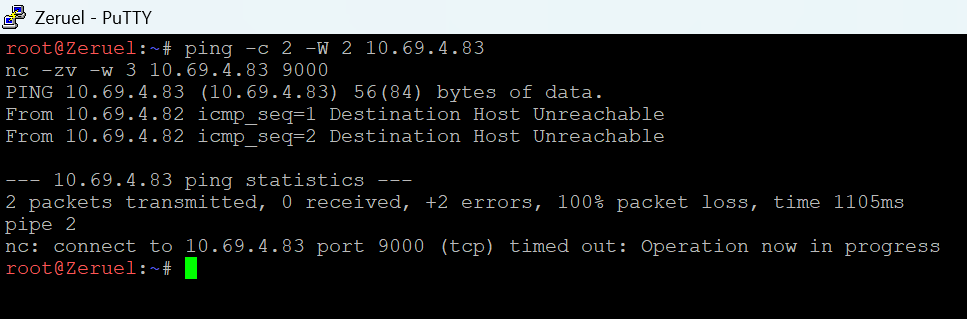 Zeruel - PuTTY
root@Zeruel:~# ping -c 2 -W 2 10.69.4.83
nc -zv -w 3 10.69.4.83 9000
PING 10.69.4.83 (10.69.4.83) 56(84) bytes of data.
From 10.69.4.82 icmp_seq=1 Destination Host Unreachable
From 10.69.4.82 icmp_seq=2 Destination Host Unreachable

--- 10.69.4.83 ping statistics ---
2 packets transmitted, 0 received, +2 errors, 100% packet loss, time 1105ms
pipe 2
nc: connect to 10.69.4.83 port 9000 (tcp) timed out: Operation now in progress
root@Zeruel:~#